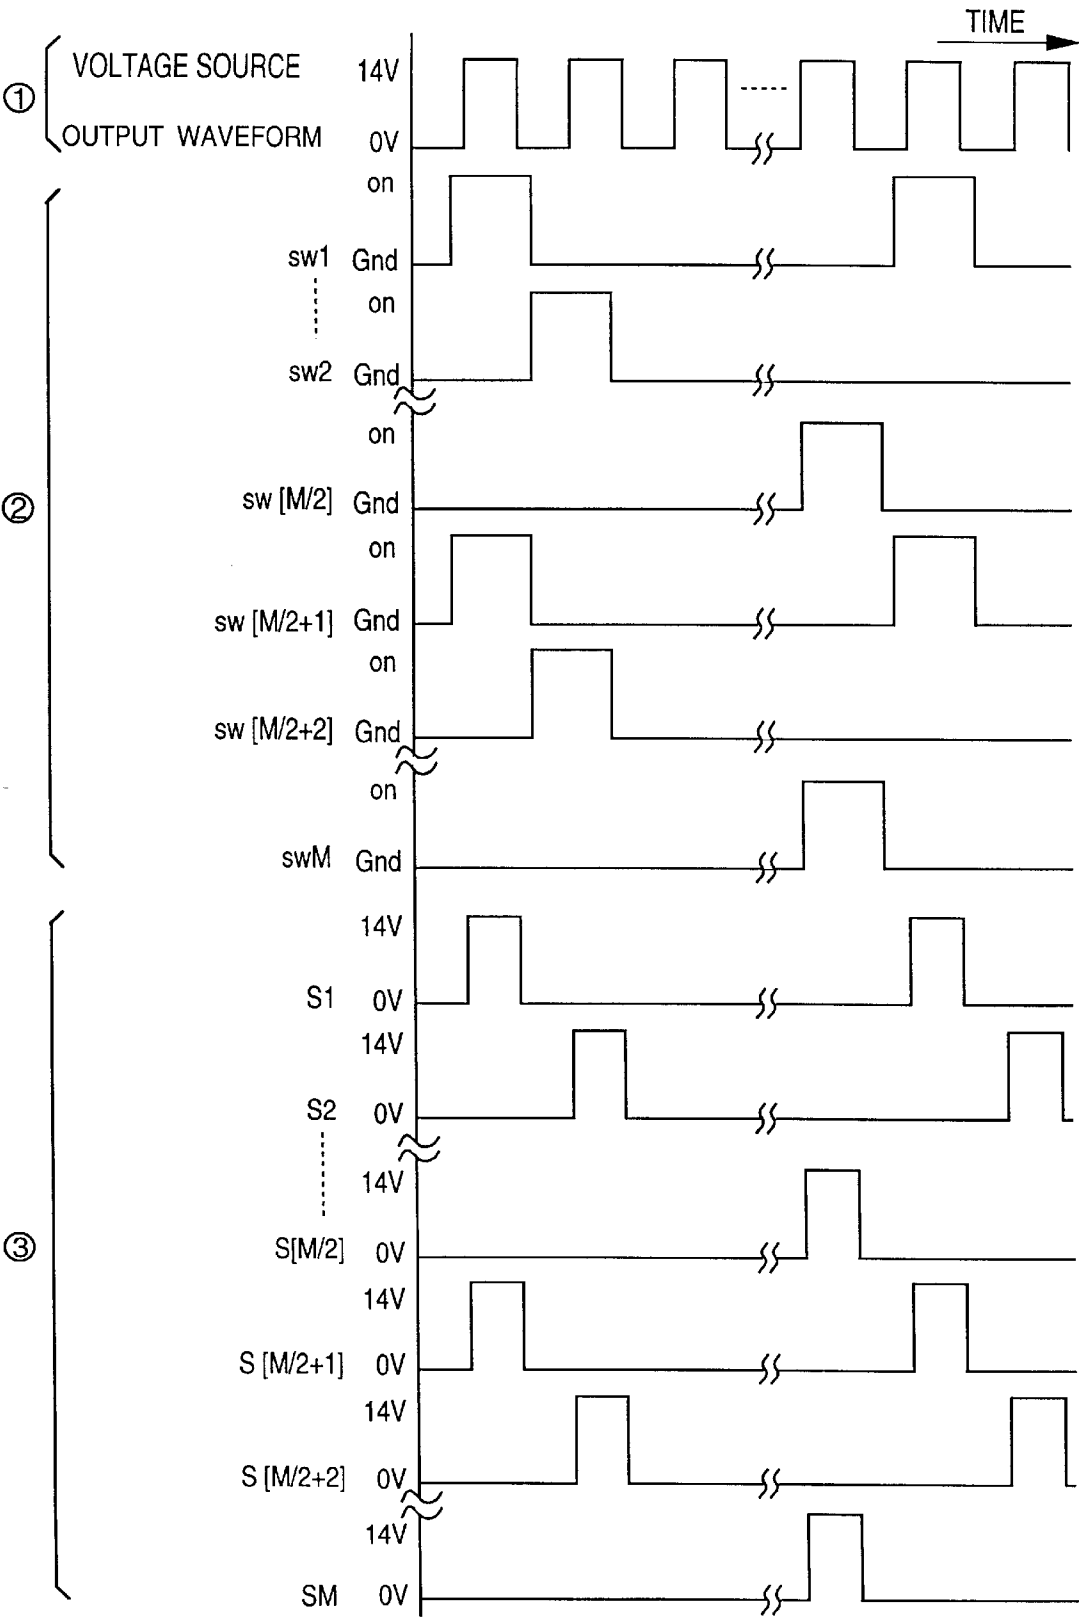 TIME
① VOLTAGE SOURCE 14V
OUTPUT WAVEFORM 0V
②
on
sw1 Gnd
on
sw2 Gnd
on
sw [M/2] Gnd
on
sw [M/2+1] Gnd
on
sw [M/2+2] Gnd
on
swM Gnd
③
14V
S1 0V
14V
S2 0V
14V
S[M/2] 0V
14V
S [M/2+1] 0V
14V
S [M/2+2] 0V
14V
SM 0V